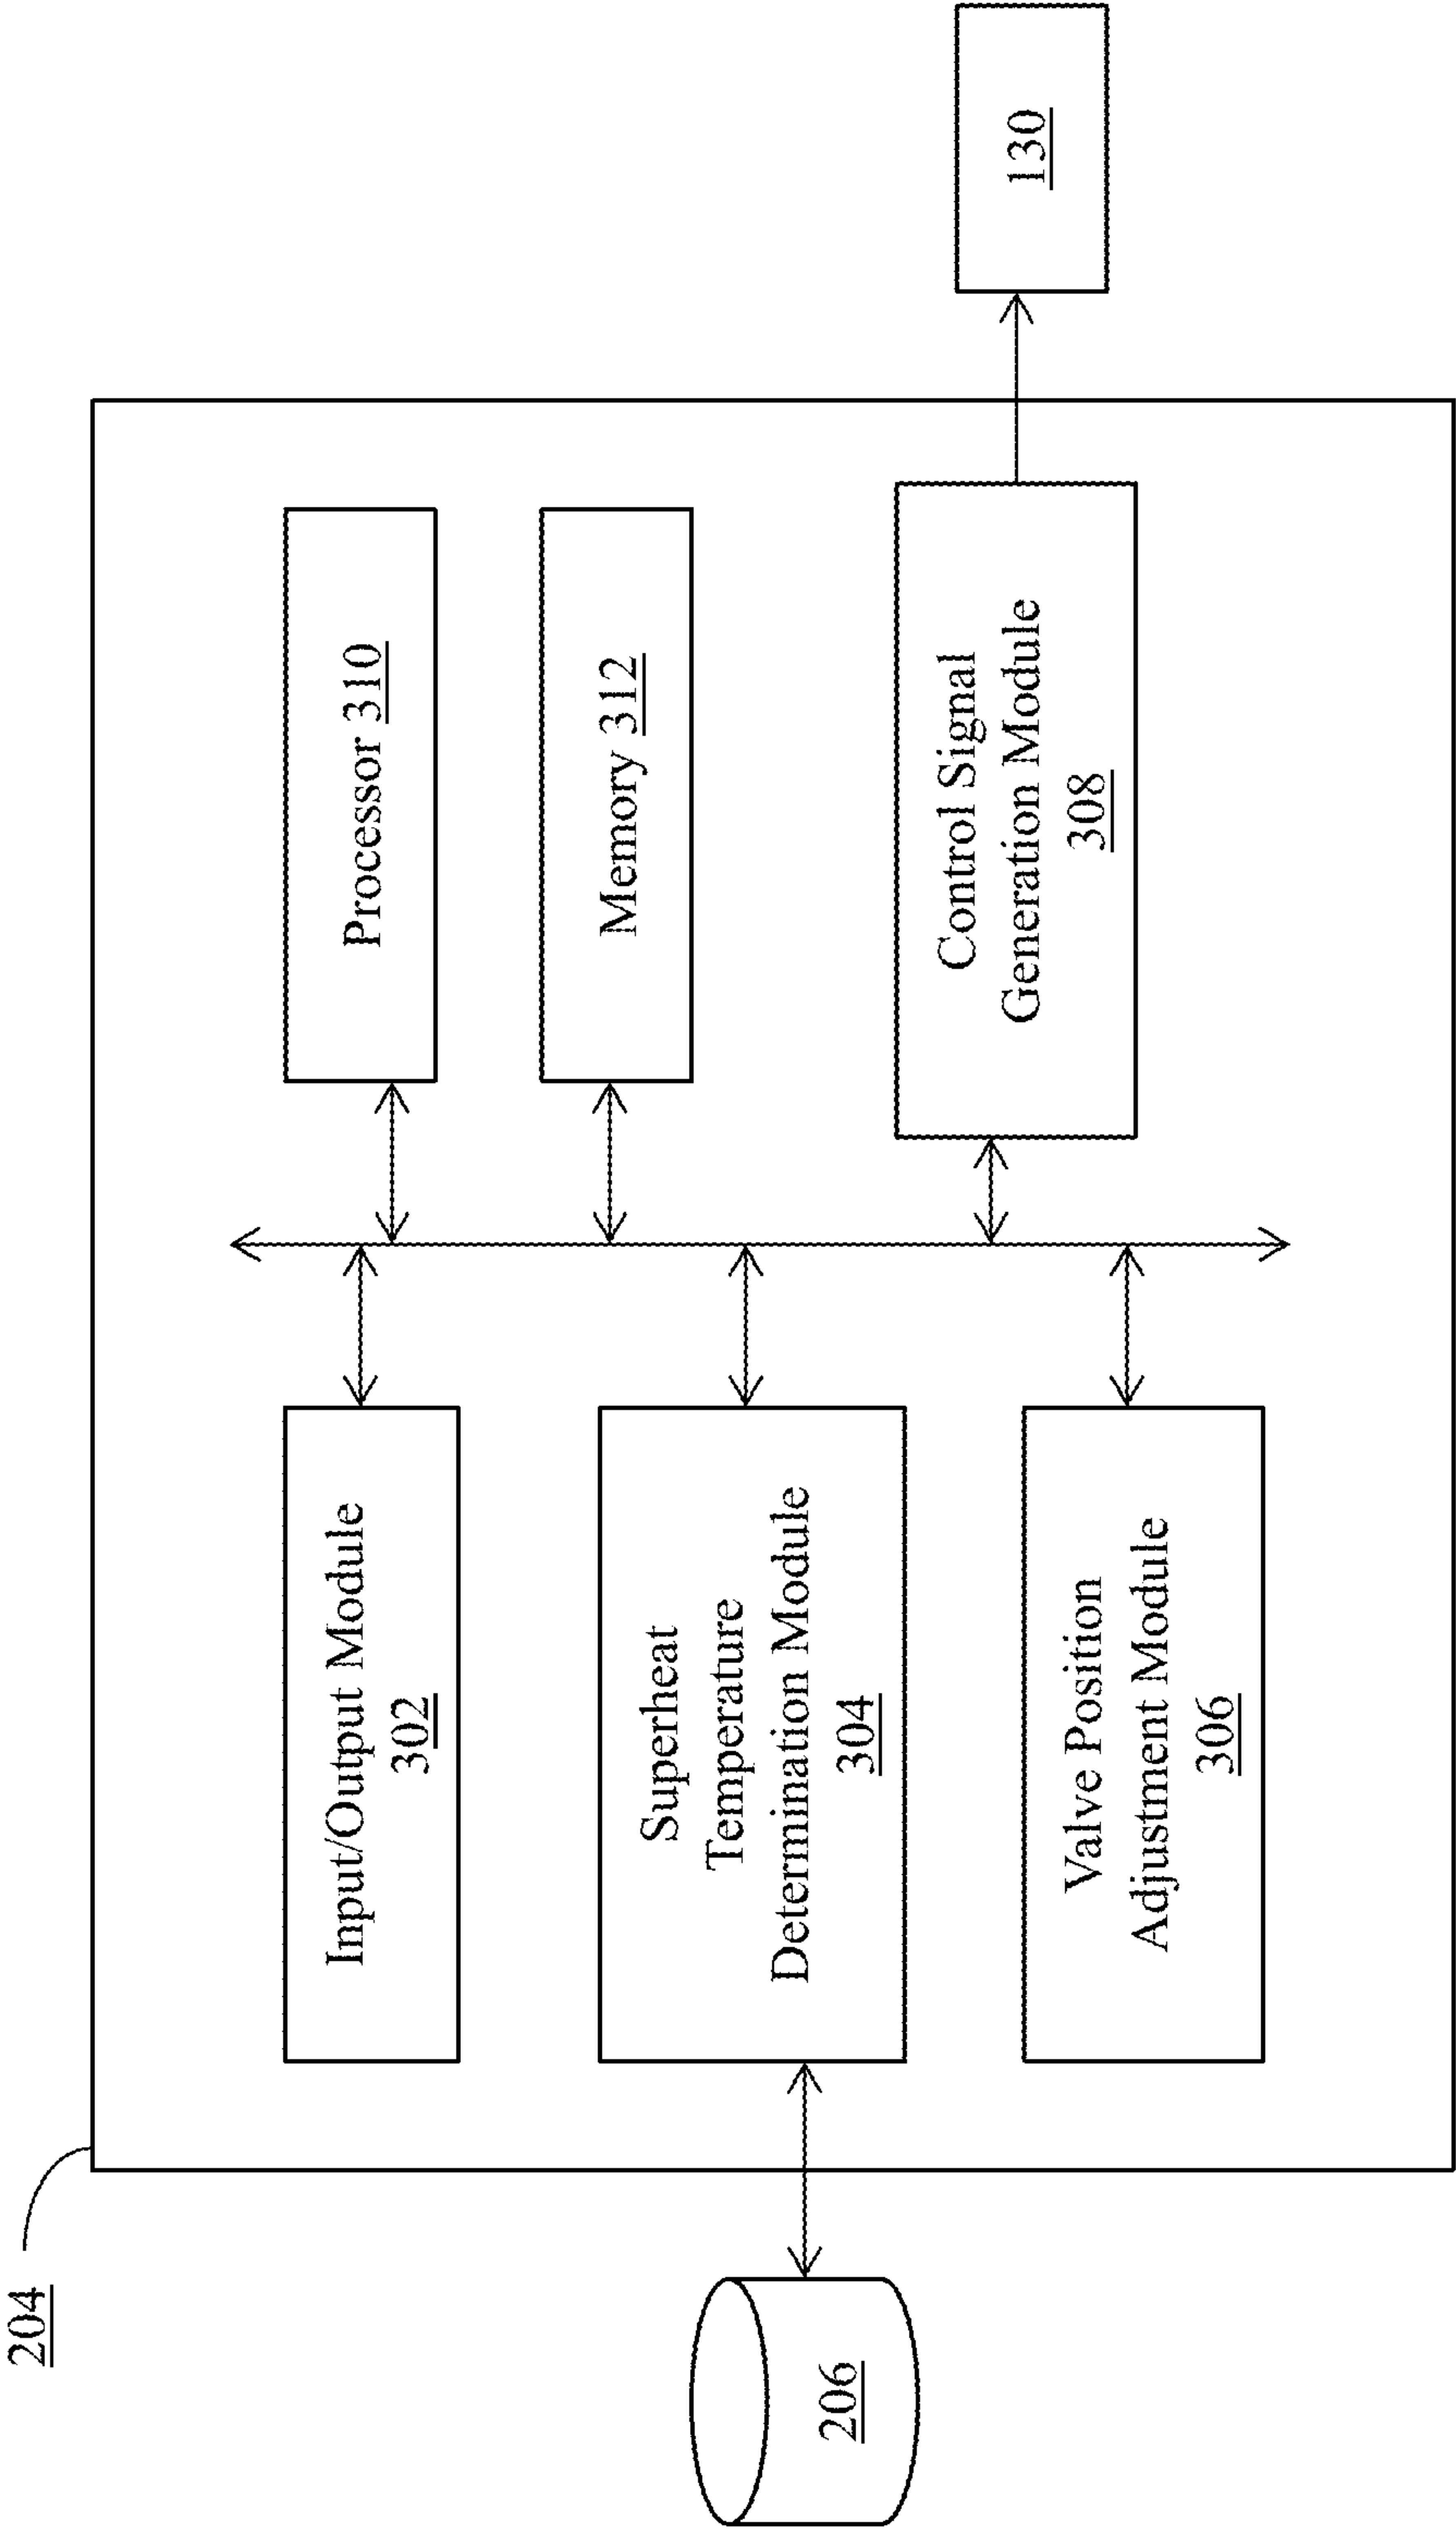 204
Input/Output Module
302
Processor 310
Memory 312
Superheat
Temperature
Determination Module
304
Control Signal
Generation Module
308
Valve Position
Adjustment Module
306
206
130